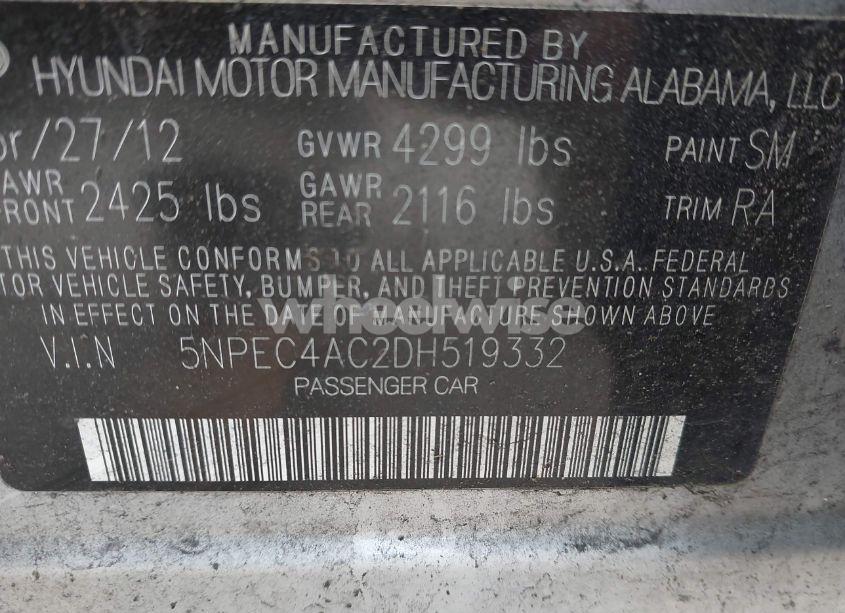 MANUFACTURED BY
HYUNDAI MOTOR MANUFACTURING ALABAMA, LLC
pr/27/12 GVWR 4299 lbs PAINT SM
AWR FRONT 2425 lbs GAWR REAR 2116 lbs TRIM RA
THIS VEHICLE CONFORMS TO ALL APPLICABLE U.S.A. FEDERAL
TOR VEHICLE SAFETY, BUMPER, AND THEFT PREVENTION STANDARDS
IN EFFECT ON THE DATE OF MANUFACTURE SHOWN ABOVE.
wheelwise
V.I.N 5NPEC4AC2DH519332
PASSENGER CAR